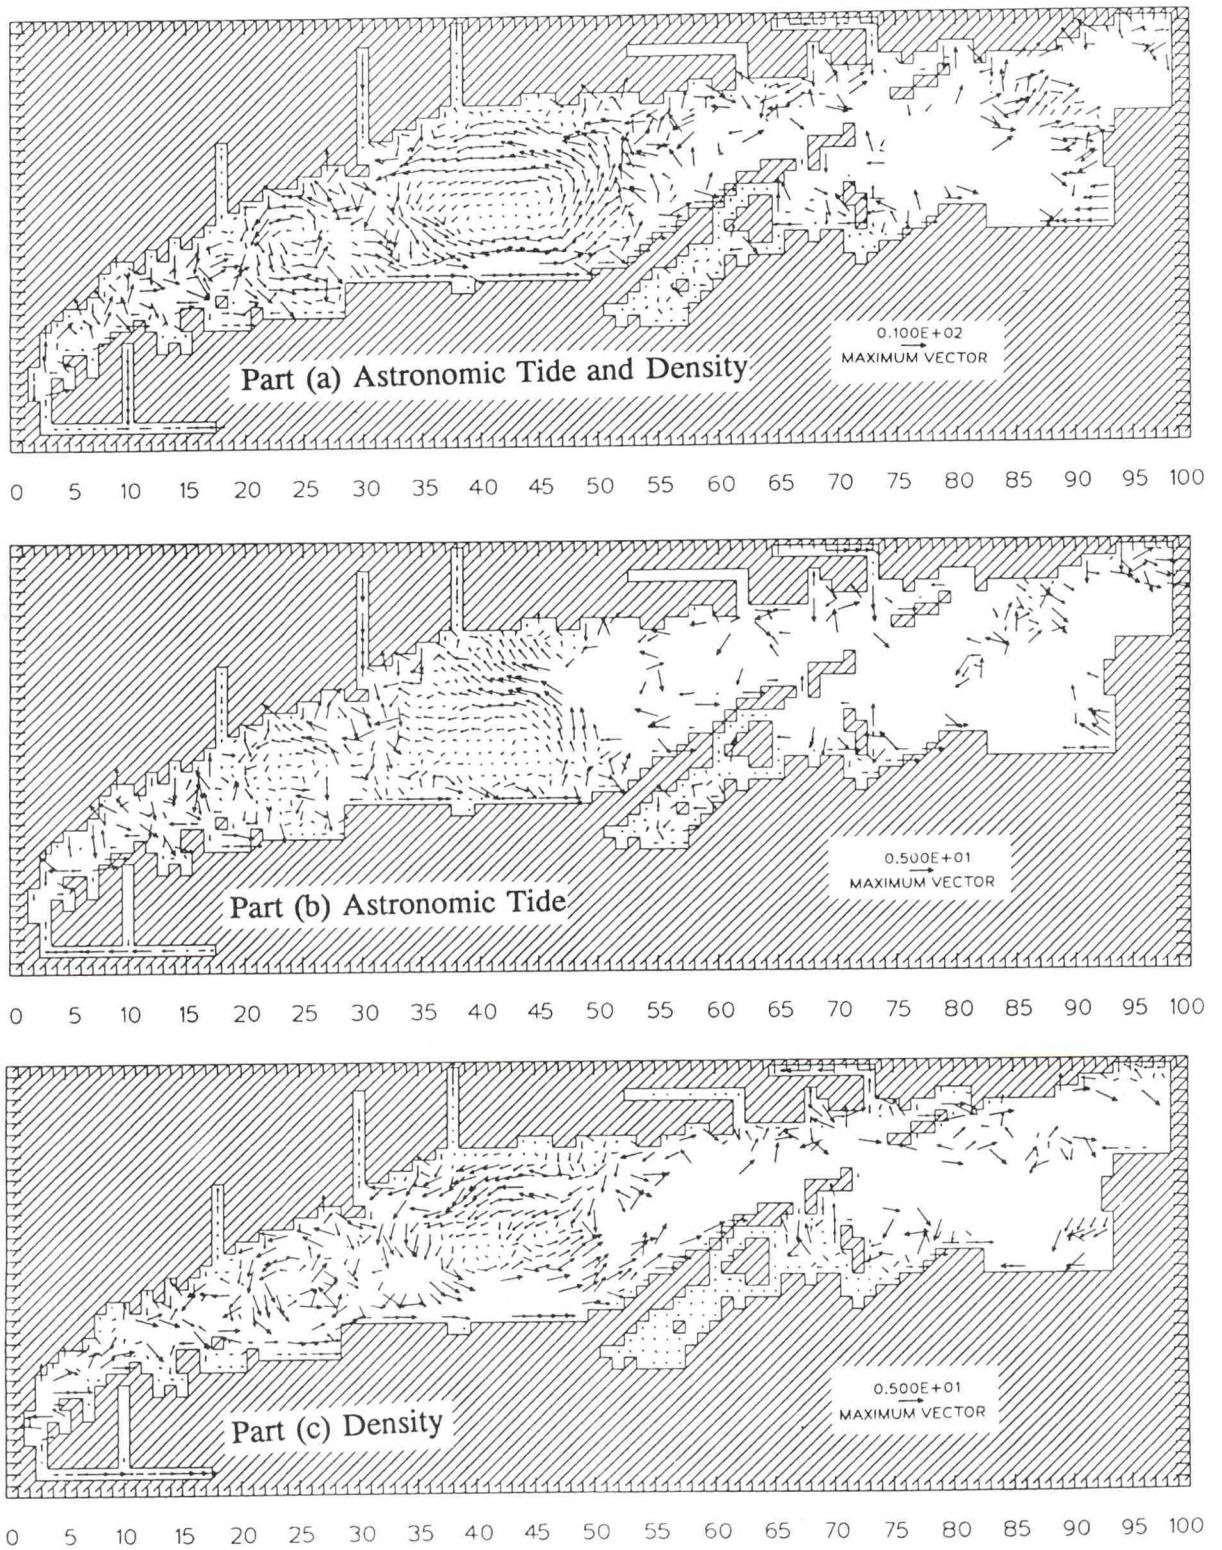 0.100E+02
MAXIMUM VECTOR
Part (a) Astronomic Tide and Density
0 5 10 15 20 25 30 35 40 45 50 55 60 65 70 75 80 85 90 95 100
0.500E+01
MAXIMUM VECTOR
Part (b) Astronomic Tide
0 5 10 15 20 25 30 35 40 45 50 55 60 65 70 75 80 85 90 95 100
0.500E+01
MAXIMUM VECTOR
Part (c) Density
0 5 10 15 20 25 30 35 40 45 50 55 60 65 70 75 80 85 90 95 100